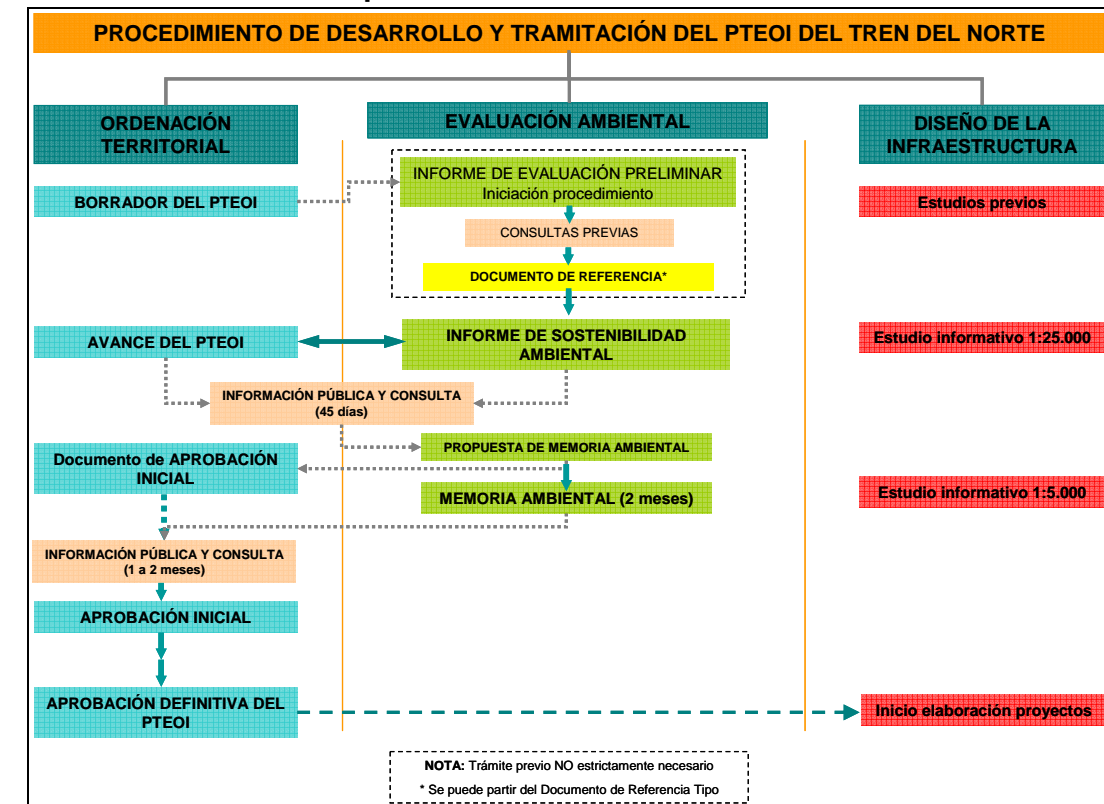 PROCEDIMIENTO DE DESARROLLO Y TRAMITACIÓN DEL PTEOI DEL TREN DEL NORTE
ORDENACIÓN
TERRITORIAL
EVALUACIÓN AMBIENTAL
DISEÑO DE LA
INFRAESTRUCTURA
BORRADOR DEL PTEOI
INFORME DE EVALUACIÓN PRELIMINAR
Iniciación procedimiento
Estudios previos
CONSULTAS PREVIAS
DOCUMENTO DE REFERENCIA*
AVANCE DEL PTEOI
INFORME DE SOSTENIBILIDAD
AMBIENTAL
Estudio informativo 1:25.000
INFORMACIÓN PÚBLICA Y CONSULTA
(45 días)
PROPUESTA DE MEMORIA AMBIENTAL
Documento de APROBACIÓN
INICIAL
MEMORIA AMBIENTAL (2 meses)
Estudio informativo 1:5.000
INFORMACIÓN PÚBLICA Y CONSULTA
(1 a 2 meses)
APROBACIÓN INICIAL
APROBACIÓN DEFINITIVA DEL
PTEOI
Inicio elaboración proyectos
NOTA: Trámite previo NO estrictamente necesario
* Se puede partir del Documento de Referencia Tipo